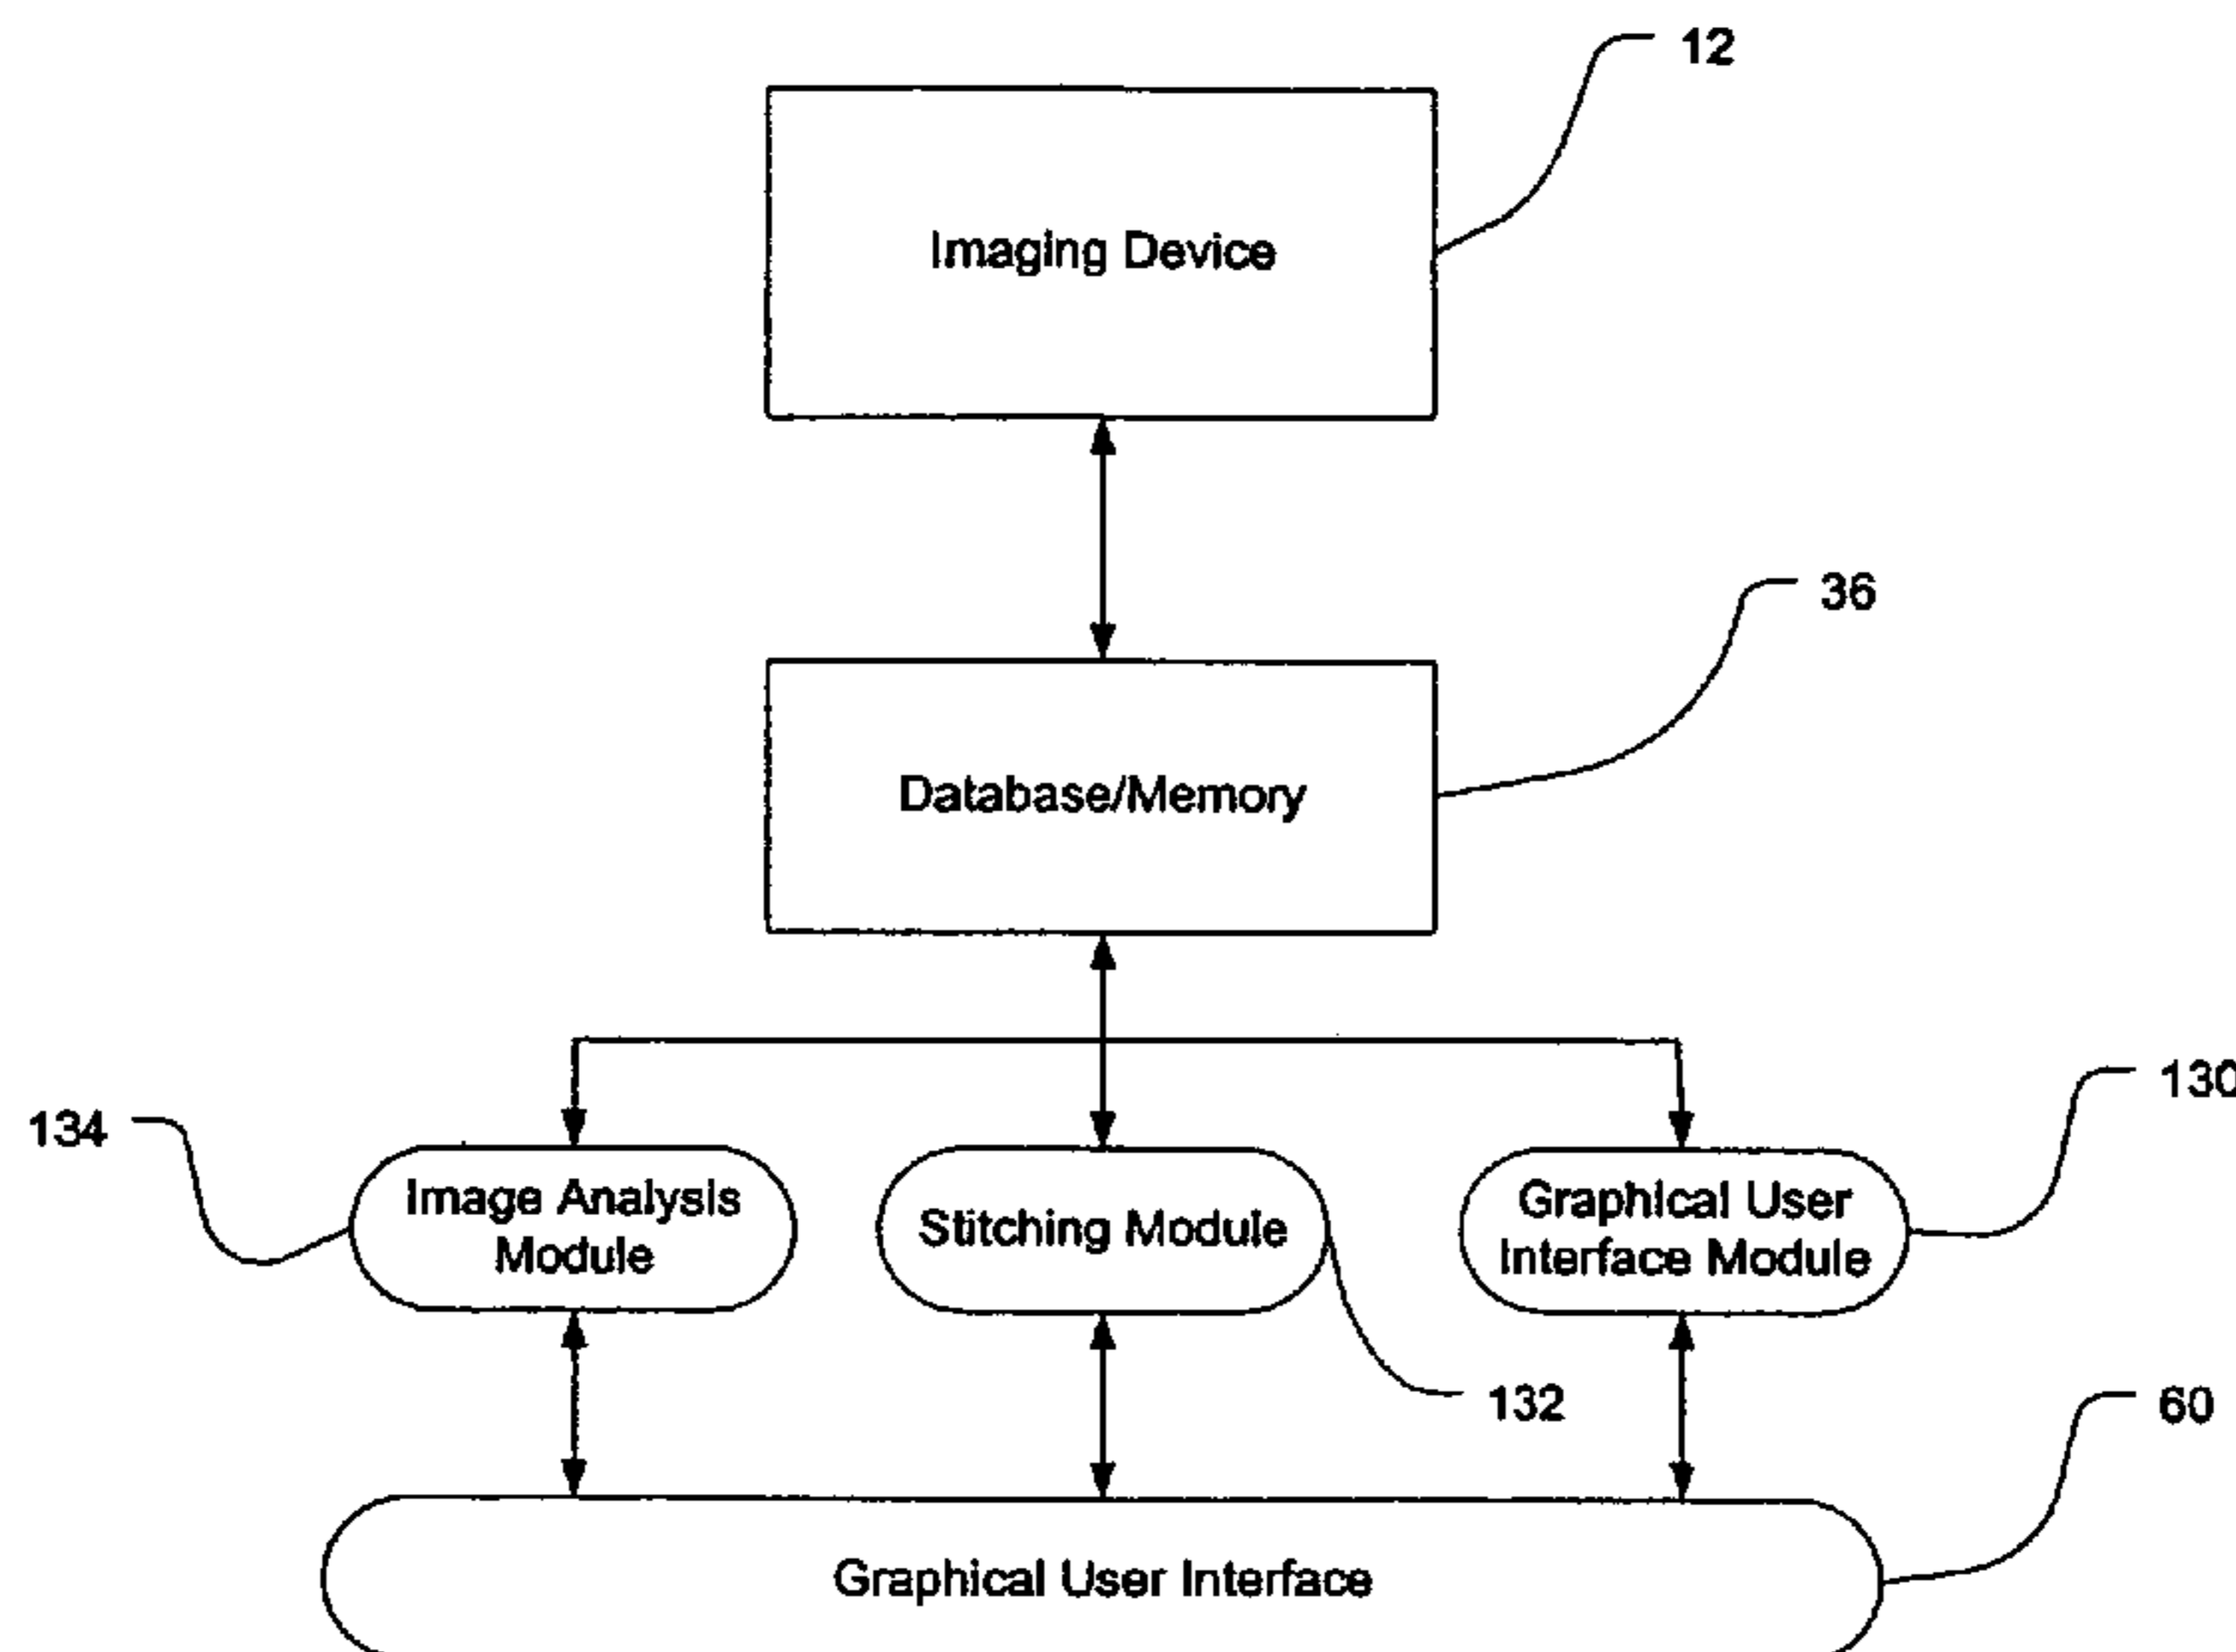 12
Imaging Device
36
Database/Memory
130
134
Image Analysis
Module
Stitching Module
Graphical User
Interface Module
132
60
Graphical User Interface